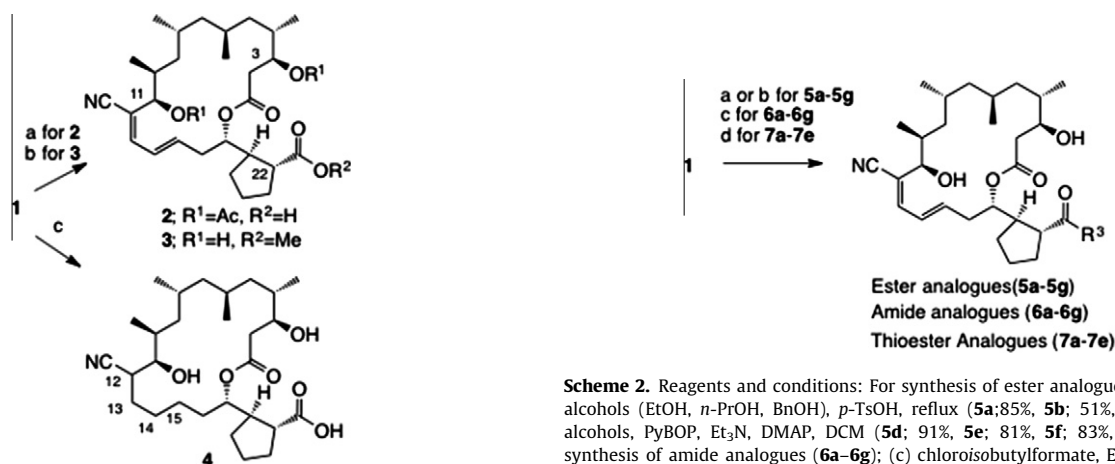 3
OR¹
11
NC
OR¹
O
O
H
O
OR²
22
a for 2
b for 3
1
c
2; R¹=Ac, R²=H
3; R¹=H, R²=Me
OH
NC
12
OH
O
O
13
14
15
H
O
OH
4
1
a or b for 5a-5g
c for 6a-6g
d for 7a-7e
OH
NC
OH
O
O
H
O
R³
Ester analogues(5a-5g)
Amide analogues (6a-6g)
Thioester Analogues (7a-7e)
Scheme 2. Reagents and conditions: For synthesis of ester analogue
alcohols (EtOH, n-PrOH, BnOH), p-TsOH, reflux (5a;85%, 5b; 51%,
alcohols, PyBOP, Et₃N, DMAP, DCM (5d; 91%, 5e; 81%, 5f; 83%,
synthesis of amide analogues (6a–6g); (c) chloroisobutylformate, E